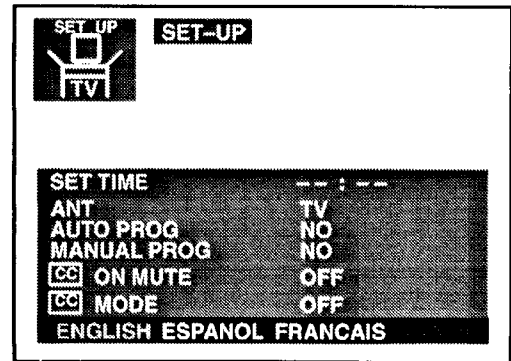 SET UP
TV
SET-UP
SET TIME -- : --
ANT TV
AUTO PROG NO
MANUAL PROG NO
CC ON MUTE OFF
CC MODE OFF
ENGLISH ESPANOL FRANCAIS